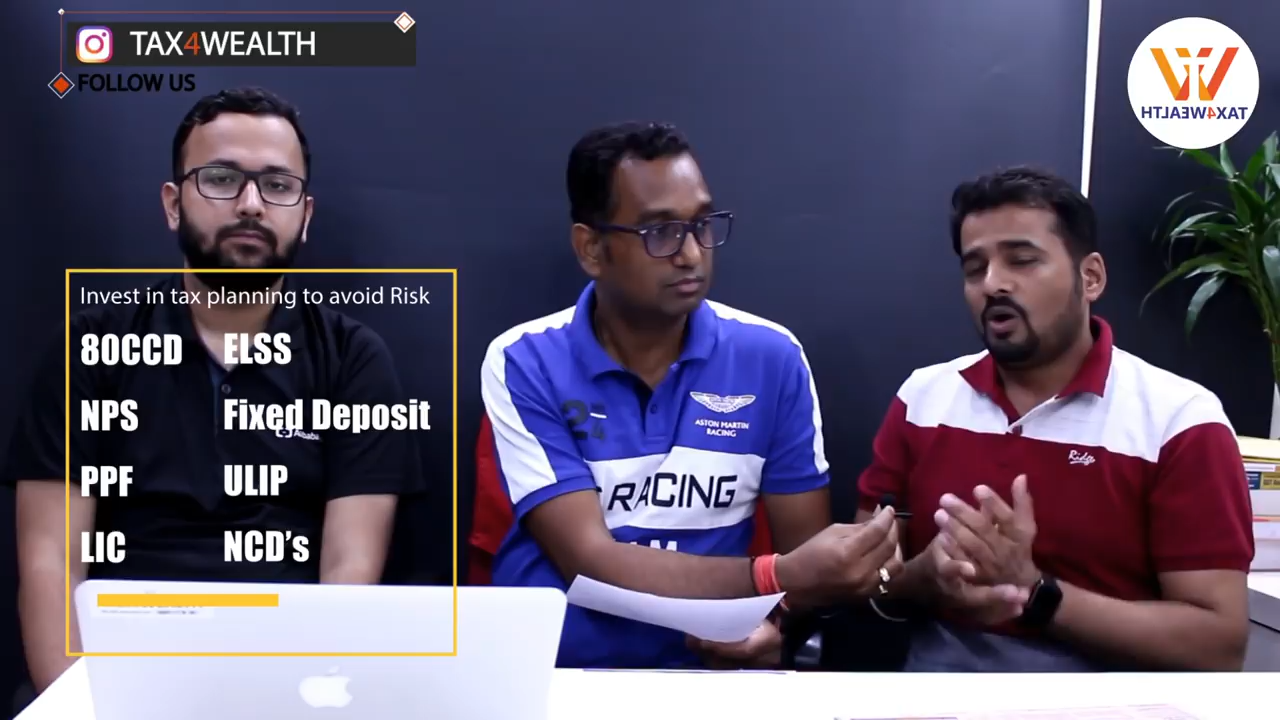 TAX4WEALTH
FOLLOW US
TAX4WEALTH
Invest in tax planning to avoid Risk
80CCD ELSS
NPS Fixed Deposit
PPF ULIP
LIC NCD's
ASTON MARTIN
RACING
RACING
Ridge